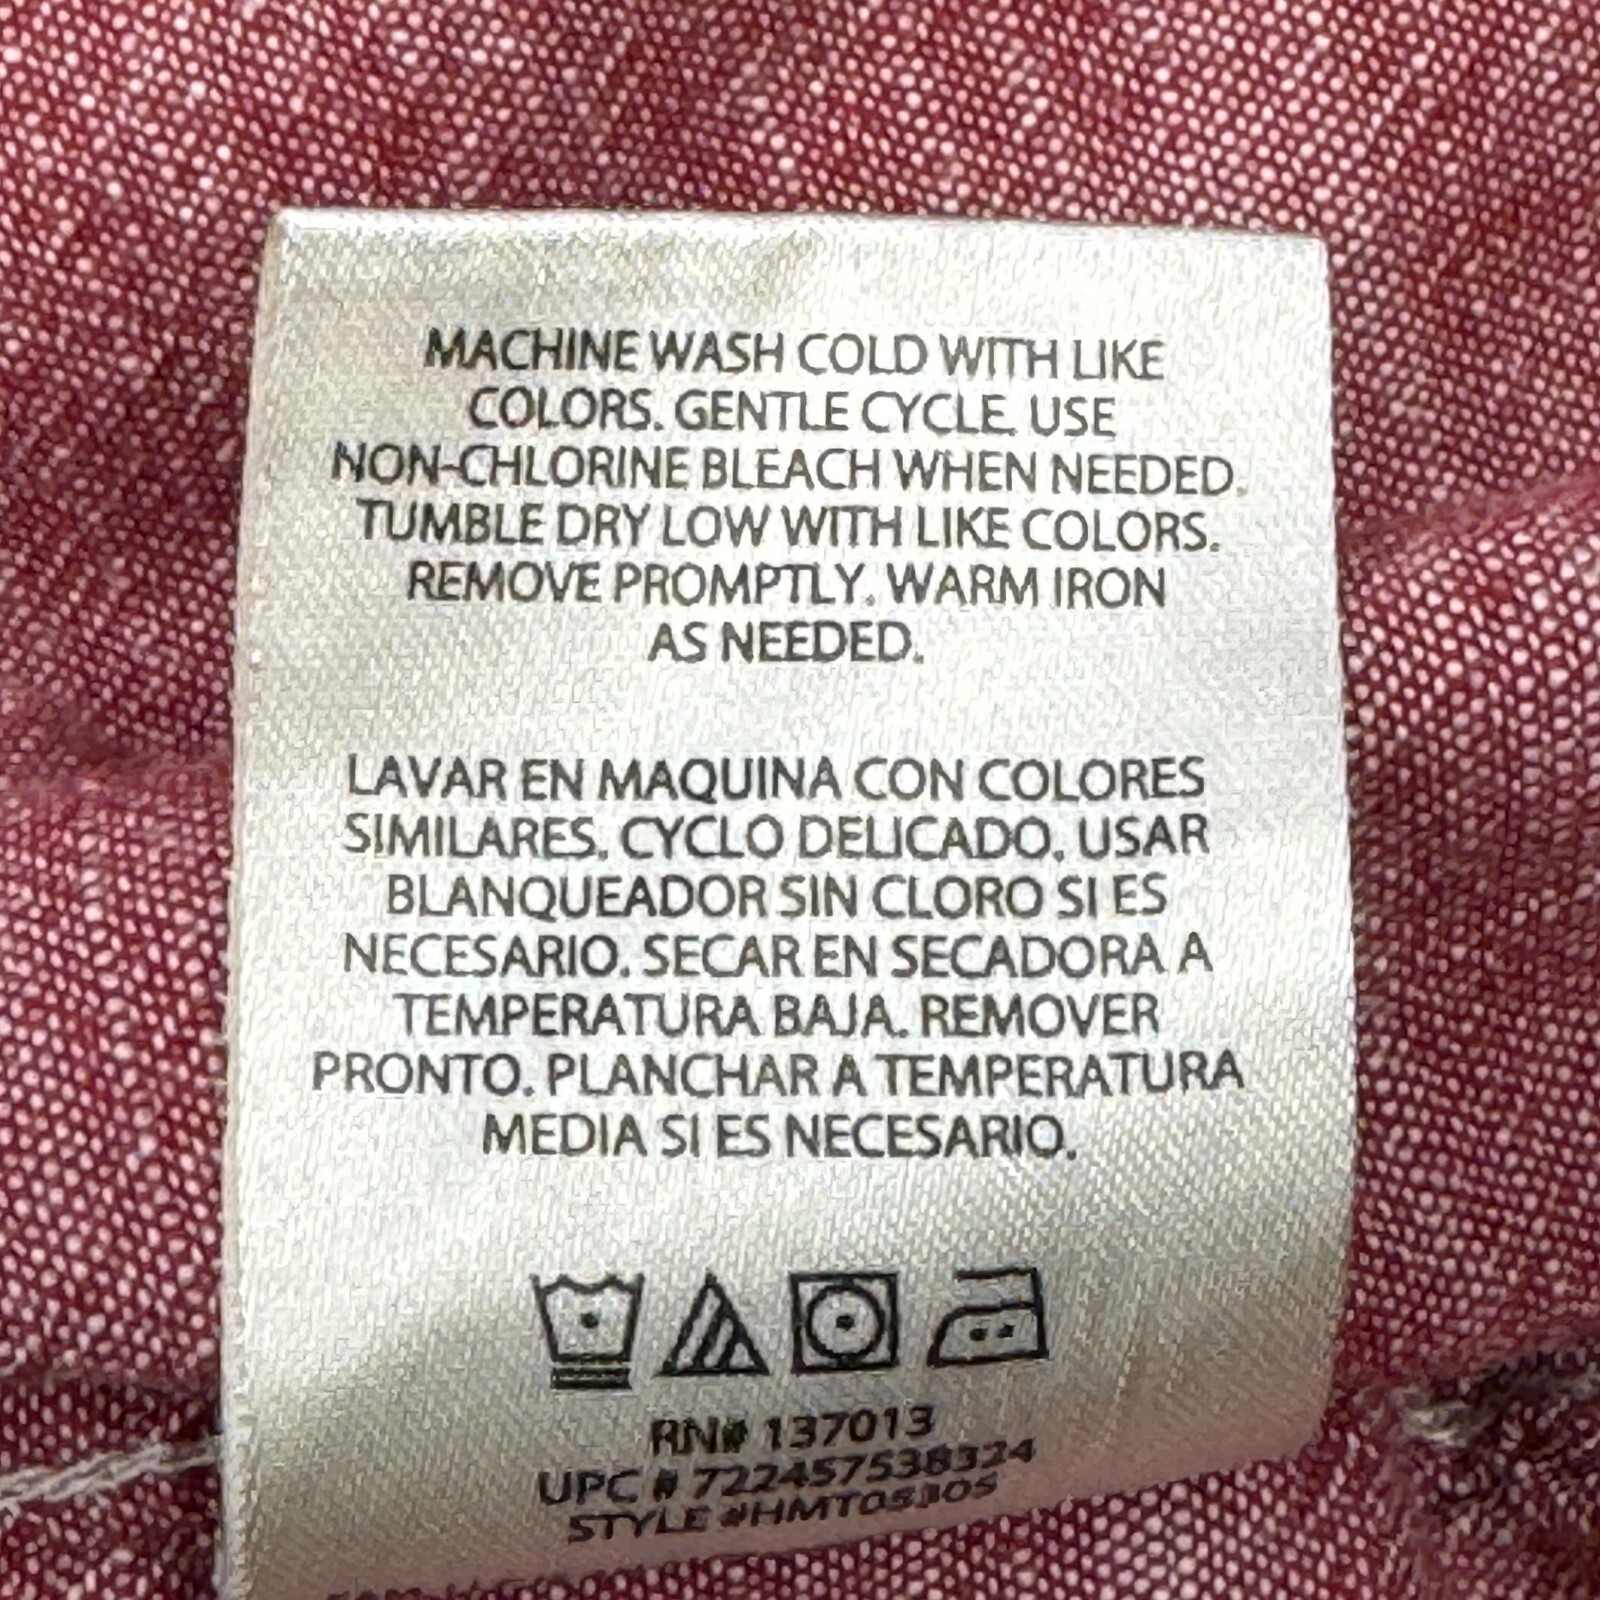 MACHINE WASH COLD WITH LIKE
COLORS. GENTLE CYCLE. USE
NON-CHLORINE BLEACH WHEN NEEDED.
TUMBLE DRY LOW WITH LIKE COLORS.
REMOVE PROMPTLY. WARM IRON
AS NEEDED.
LAVAR EN MAQUINA CON COLORES
SIMILARES. CYCLO DELICADO. USAR
BLANQUEADOR SIN CLORO SI ES
NECESARIO. SECAR EN SECADORA A
TEMPERATURA BAJA. REMOVER
PRONTO. PLANCHAR A TEMPERATURA
MEDIA SI ES NECESARIO.
RN# 137013
UPC # 722457538324
STYLE